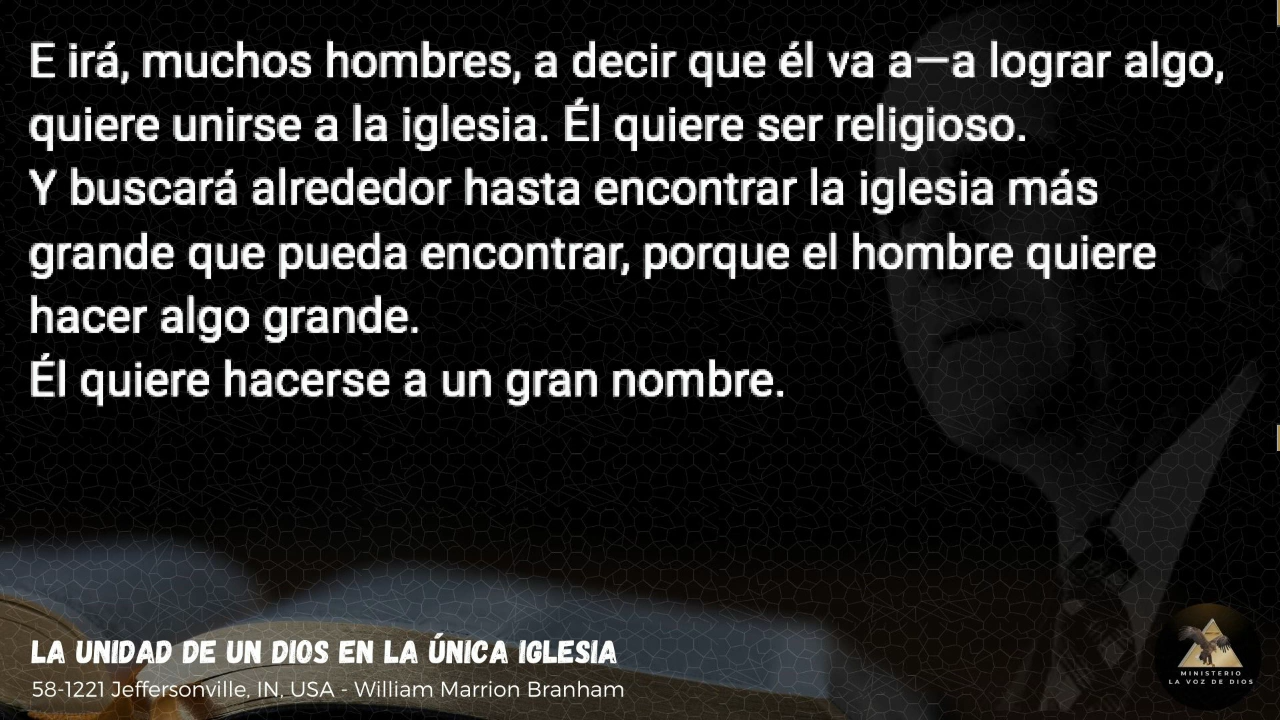 E irá, muchos hombres, a decir que él va a—a lograr algo,
quiere unirse a la iglesia. Él quiere ser religioso.
Y buscará alrededor hasta encontrar la iglesia más
grande que pueda encontrar, porque el hombre quiere
hacer algo grande.
Él quiere hacerse a un gran nombre.
LA UNIDAD DE UN DIOS EN LA ÚNICA IGLESIA
58-1221 Jeffersonville, IN, USA - William Marrion Branham
MINISTERIO
LA VOZ DE DIOS